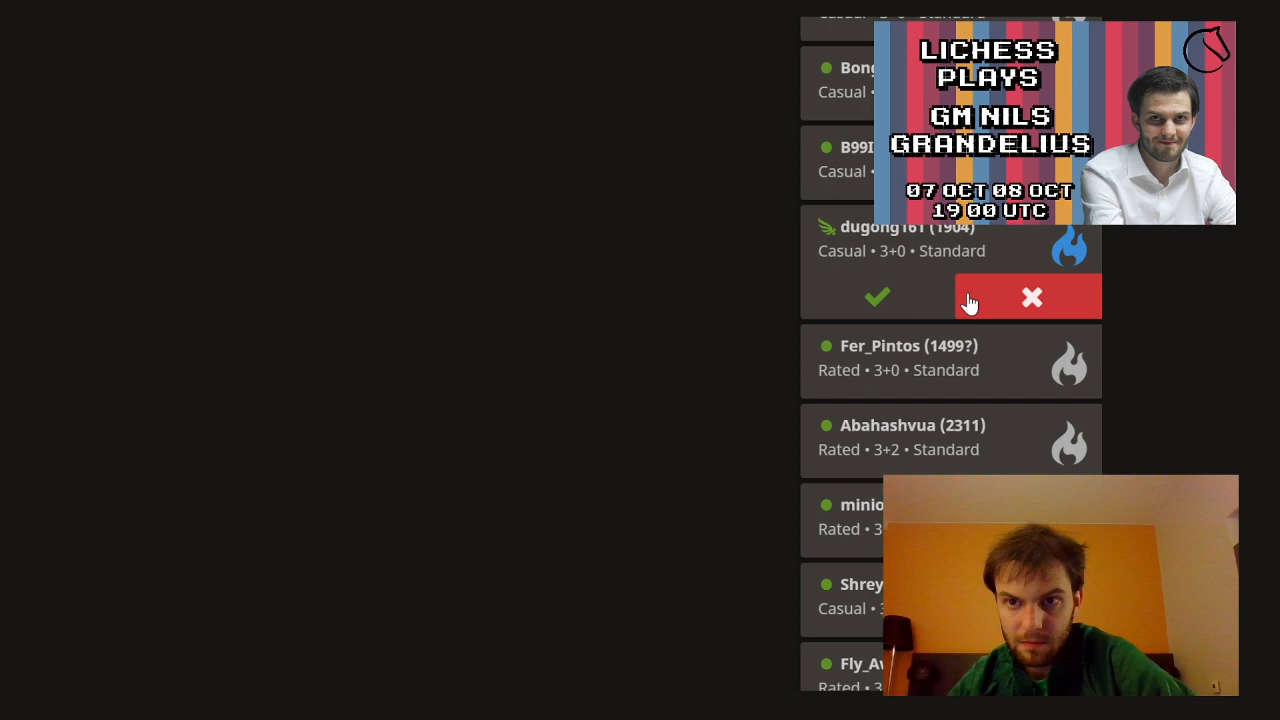 Bong
Casual •
B99I
Casual •
dugong161 (1904)
Casual • 3+0 • Standard
Fer_Pintos (1499?)
Rated • 3+0 • Standard
Abahashvua (2311)
Rated • 3+2 • Standard
minio
Rated • 3
Shrey
Casual •
Fly_Av
Rated • 3
LICHESS
PLAYS
GM NILS
GRANDELIUS
07 OCT 08 OCT
19 00 UTC